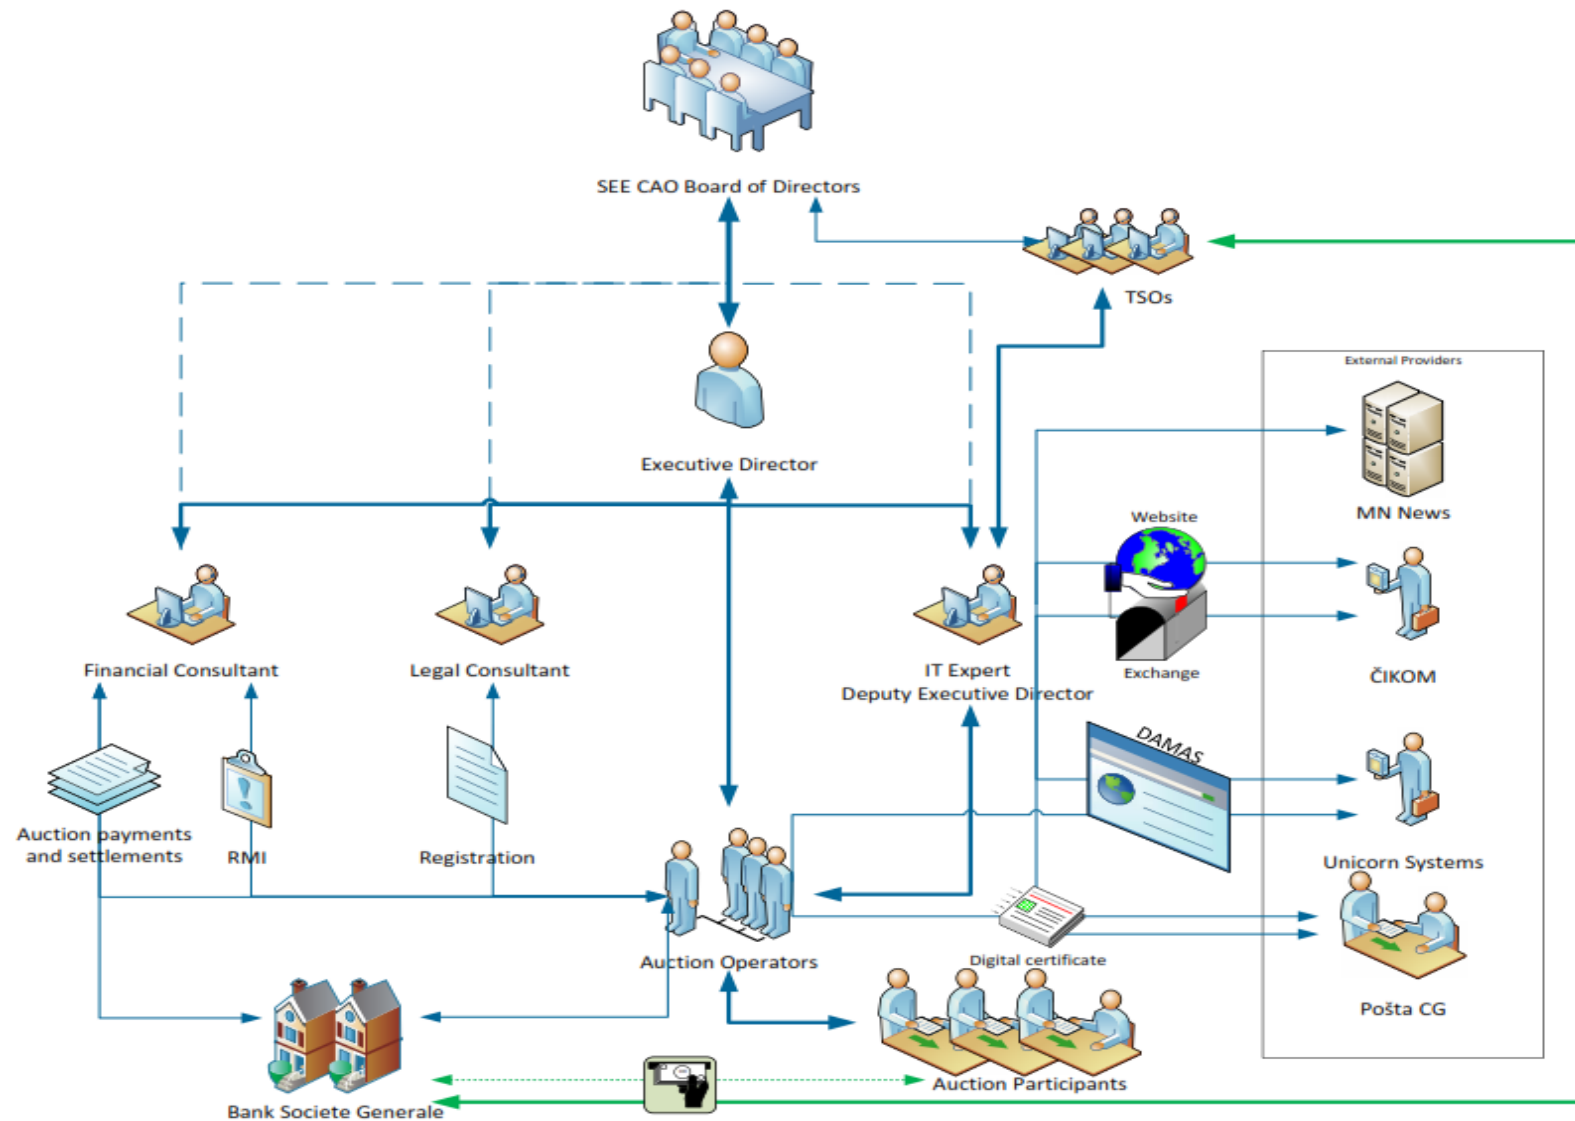 SEE CAO Board of Directors
TSOs
External Providers
Executive Director
MN News
Website
Exchange
ČIKOM
Financial Consultant
Legal Consultant
IT Expert
Deputy Executive Director
DAMAS
Auction payments
and settlements
RMI
Registration
Unicorn Systems
Auction Operators
Digital certificate
Pošta CG
Auction Participants
Bank Societe Generale